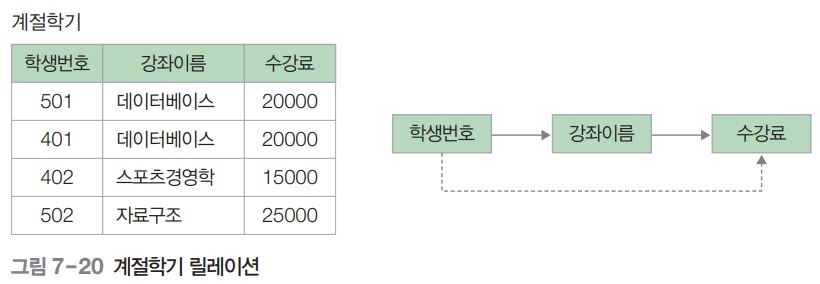 계절학기
학생번호 강좌이름 수강료
501 데이터베이스 20000
401 데이터베이스 20000
402 스포츠경영학 15000
502 자료구조 25000
학생번호 강좌이름 수강료
그림 7-20 계절학기 릴레이션